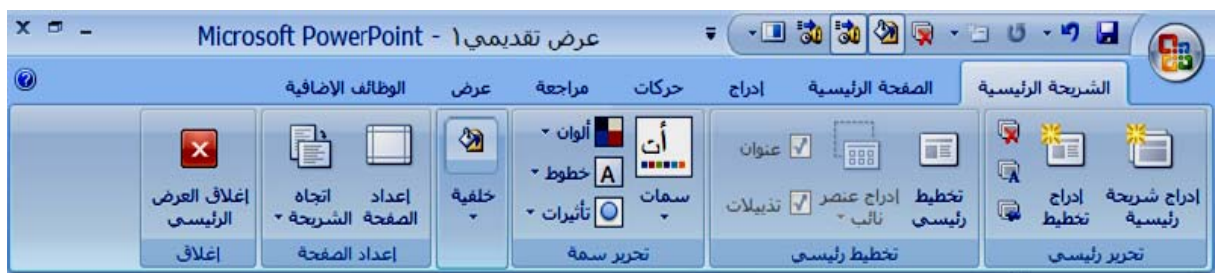 عرض تقديمي١ - Microsoft PowerPoint
الشريحة الرئيسية الصفحة الرئيسية إدراج حركات مراجعة عرض الوظائف الإضافية
إدراج شريحة رئيسية
إدراج تخطيط
تحرير رئيسي
تخطيط رئيسي
إدراج عنصر نائب
عنوان
تذييلات
تخطيط رئيسي
سمات
أت
ألوان
A خطوط
تأثيرات
تحرير سمة
خلفية
إعداد الصفحة
اتجاه الشريحة
إعداد الصفحة
إغلاق العرض الرئيسي
إغلاق